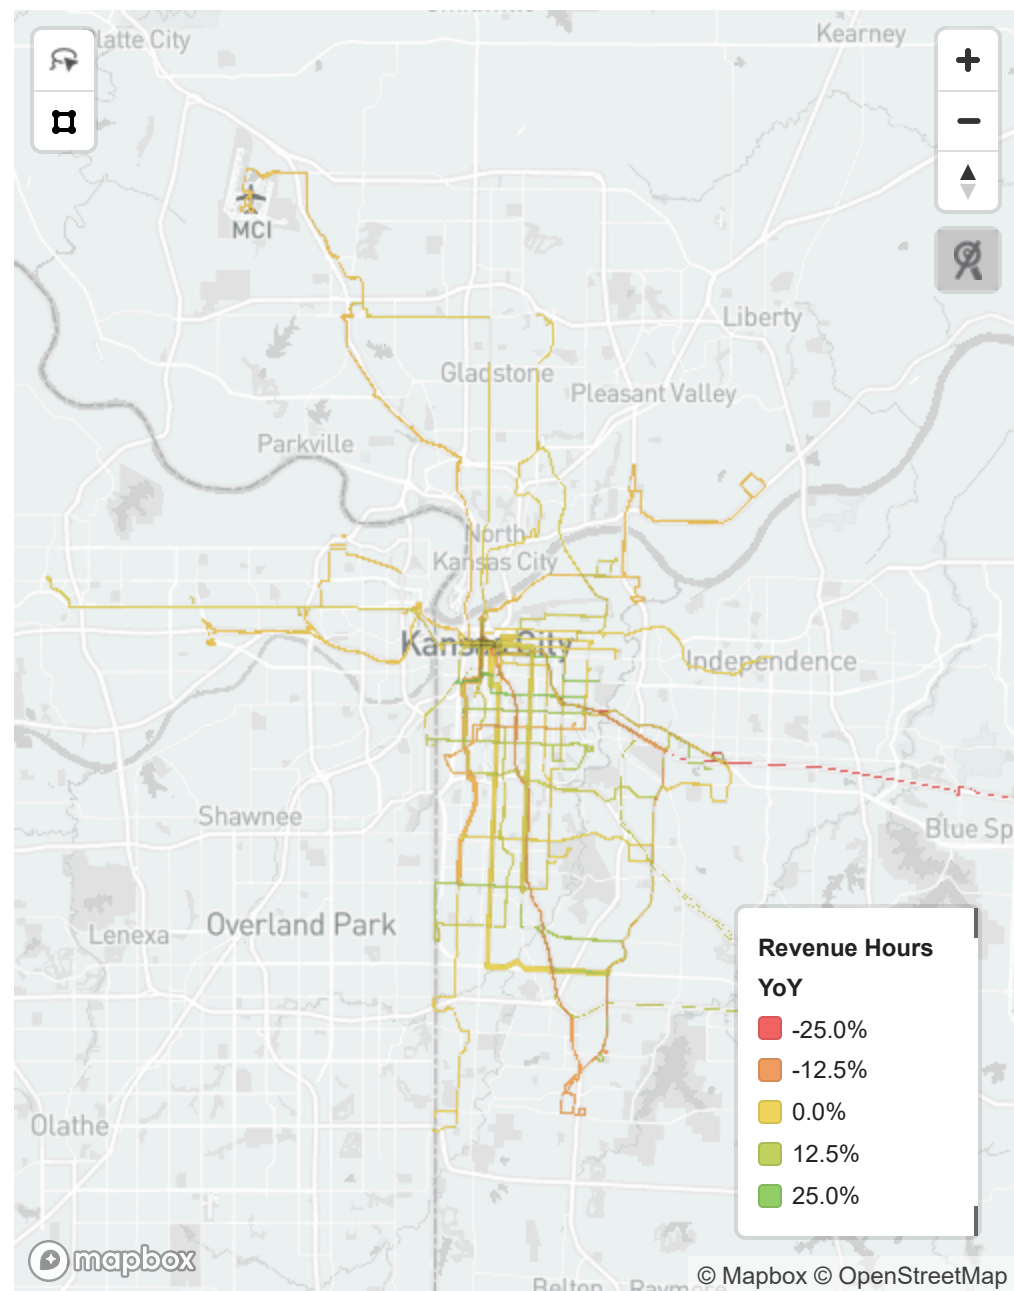 Platte City
Kearney
MCI
Liberty
Gladstone
Pleasant Valley
Parkville
North
Kansas City
Kansas City
Independence
Shawnee
Blue Sp
Overland Park
Lenexa
Revenue Hours
YoY
-25.0%
-12.5%
0.0%
12.5%
25.0%
Olathe
mapbox
© Mapbox © OpenStreetMap
Belton
Raymore